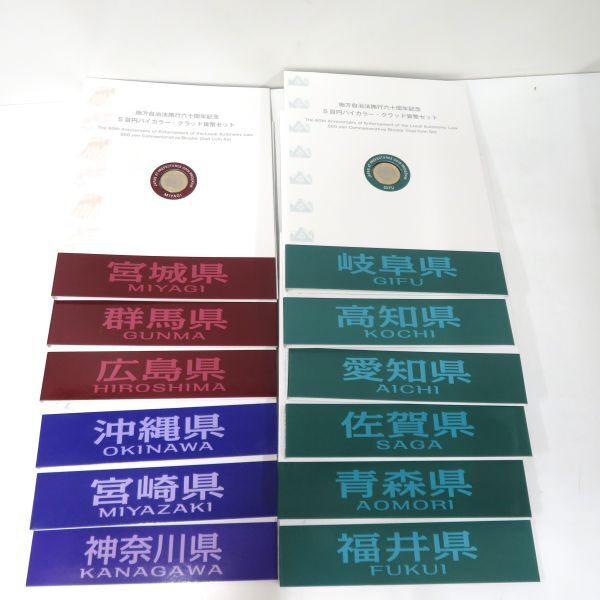 地方自治法施行六十周年記念
5百円バイカラー・クラッド貨幣セット
The 60th Anniversary of Enforcement of the Local Autonomy Law
500 yen Commemorative Bicolor Clad Coin Set
MIYAGI
宮城県
MIYAGI
群馬県
GUNMA
広島県
HIROSHIMA
沖縄県
OKINAWA
宮崎県
MIYAZAKI
神奈川県
KANAGAWA
地方自治法施行六十周年記念
5百円バイカラー・クラッド貨幣セット
The 60th Anniversary of Enforcement of the Local Autonomy Law
500 yen Commemorative Bicolor Clad Coin Set
GIFU
岐阜県
GIFU
高知県
KOCHI
愛知県
AICHI
佐賀県
SAGA
青森県
AOMORI
福井県
FUKUI